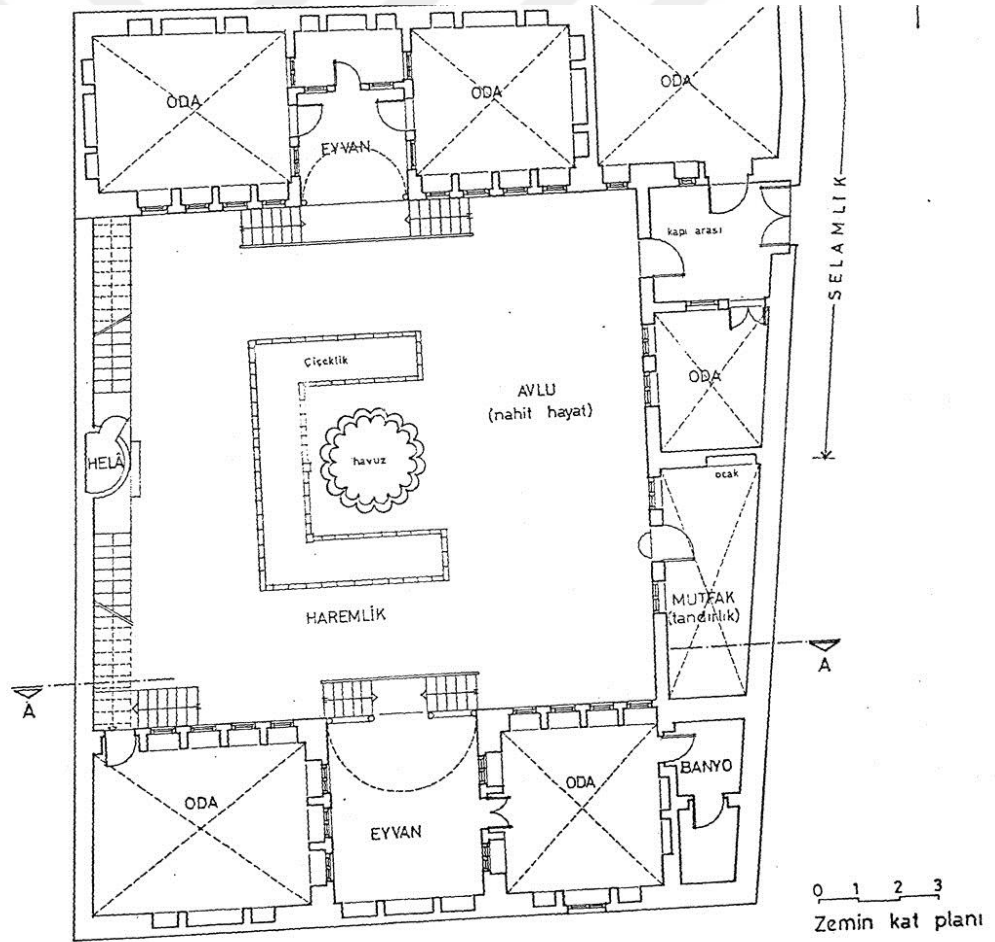 ODA
ODA
ODA
EYVAN
kapı arası
SELAMLIK
Çiçeklik
ODA
AVLU
(nahit hayat)
havuz
HELÂ
ocak
MUTFAK
(tandırlık)
HAREMLİK
A
A
BANYO
ODA
ODA
EYVAN
0 1 2 3
Zemin kat planı